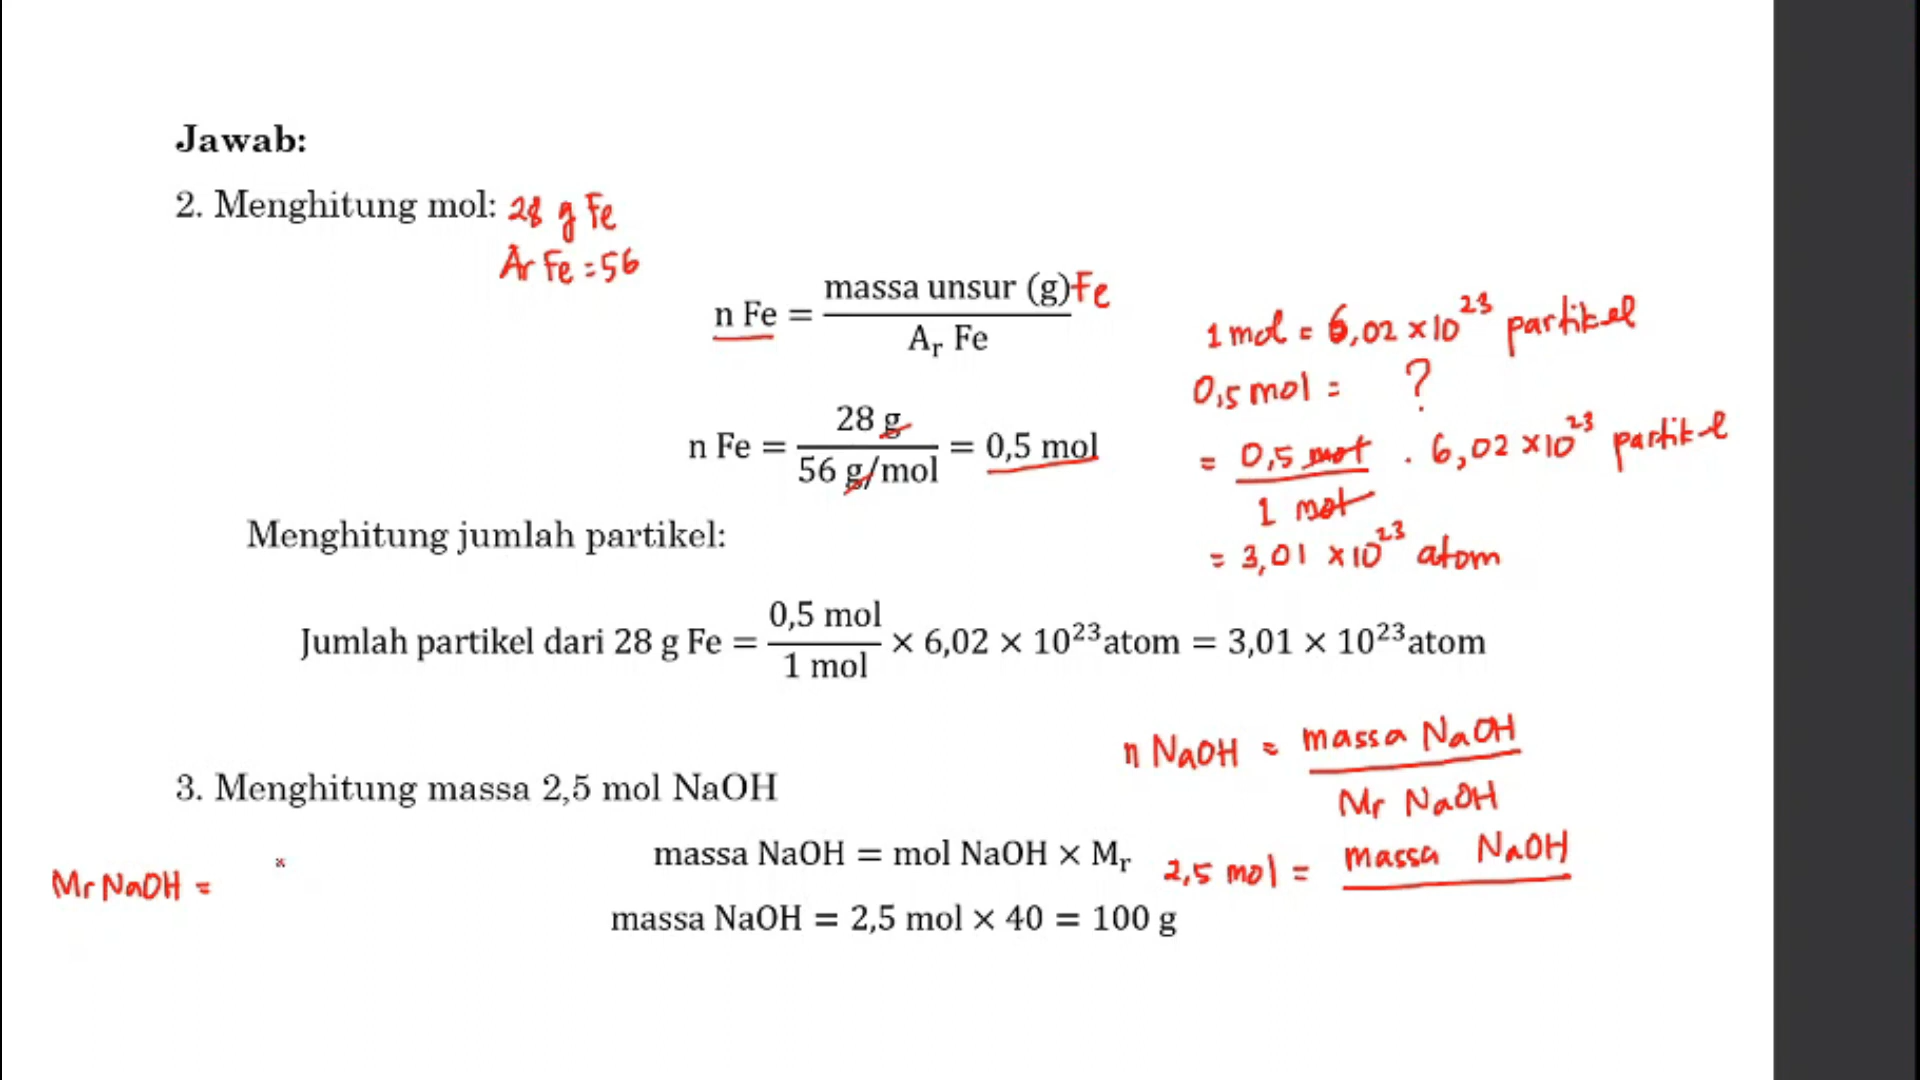 Jawab:
2. Menghitung mol: 28 g Fe
Ar Fe = 56
n Fe = massa unsur (g) Fe / Aᵣ Fe
n Fe = 28 g / 56 g/mol = 0,5 mol
1 mol = 6,02 × 10²³ partikel
0,5 mol = ?
= 0,5 mol / 1 mol . 6,02 × 10²³ partikel
= 3,01 × 10²³ atom
Menghitung jumlah partikel:
Jumlah partikel dari 28 g Fe = 0,5 mol / 1 mol × 6,02 × 10²³ atom = 3,01 × 10²³ atom
3. Menghitung massa 2,5 mol NaOH
n NaOH = massa NaOH / Mr NaOH
massa NaOH = mol NaOH × Mᵣ
2,5 mol = massa NaOH
Mr NaOH =
massa NaOH = 2,5 mol × 40 = 100 g